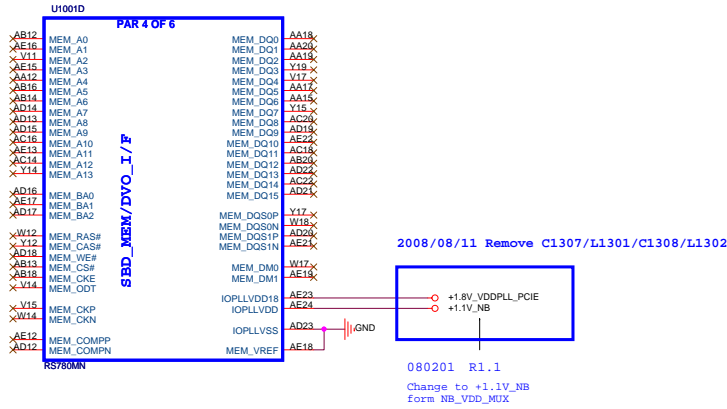 U1001D
PAR 4 OF 6
AB12 MEM_A0 MEM_DQ0 AA18
AE16 MEM_A1 MEM_DQ1 AA20
V11 MEM_A2 MEM_DQ2 AA19
AE15 MEM_A3 MEM_DQ3 Y19
AA12 MEM_A4 MEM_DQ4 V17
AB16 MEM_A5 MEM_DQ5 AA17
AB14 MEM_A6 MEM_DQ6 AA15
AD14 MEM_A7 MEM_DQ7 Y15
AD13 MEM_A8 MEM_DQ8 AC20
AD15 MEM_A9 MEM_DQ9 AD19
AC16 MEM_A10 MEM_DQ10 AE22
AE13 MEM_A11 MEM_DQ11 AC18
AC14 MEM_A12 MEM_DQ12 AB20
Y14 MEM_A13 MEM_DQ13 AD22
MEM_DQ14 AC22
AD16 MEM_BA0 MEM_DQ15 AD21
AE17 MEM_BA1
AD17 MEM_BA2 MEM_DQS0P Y17
MEM_DQS0N W18
W12 MEM_RAS# MEM_DQS1P AD20
Y12 MEM_CAS# MEM_DQS1N AE21
AD18 MEM_WE#
AB13 MEM_CS# MEM_DM0 W17
AB18 MEM_CKE MEM_DM1 AE19
V14 MEM_ODT
SBD_MEM/DVO_I/F
IOPLLVDD18 AE23
V15 MEM_CKP IOPLLVDD AE24
W14 MEM_CKN
IOPLLVSS AD23 GND
AE12 MEM_COMPP
AD12 MEM_COMPN MEM_VREF AE18
RS780MN
2008/08/11 Remove C1307/L1301/C1308/L1302
+1.8V_VDDPLL_PCIE
+1.1V_NB
080201 R1.1
Change to +1.1V_NB
form NB_VDD_MUX